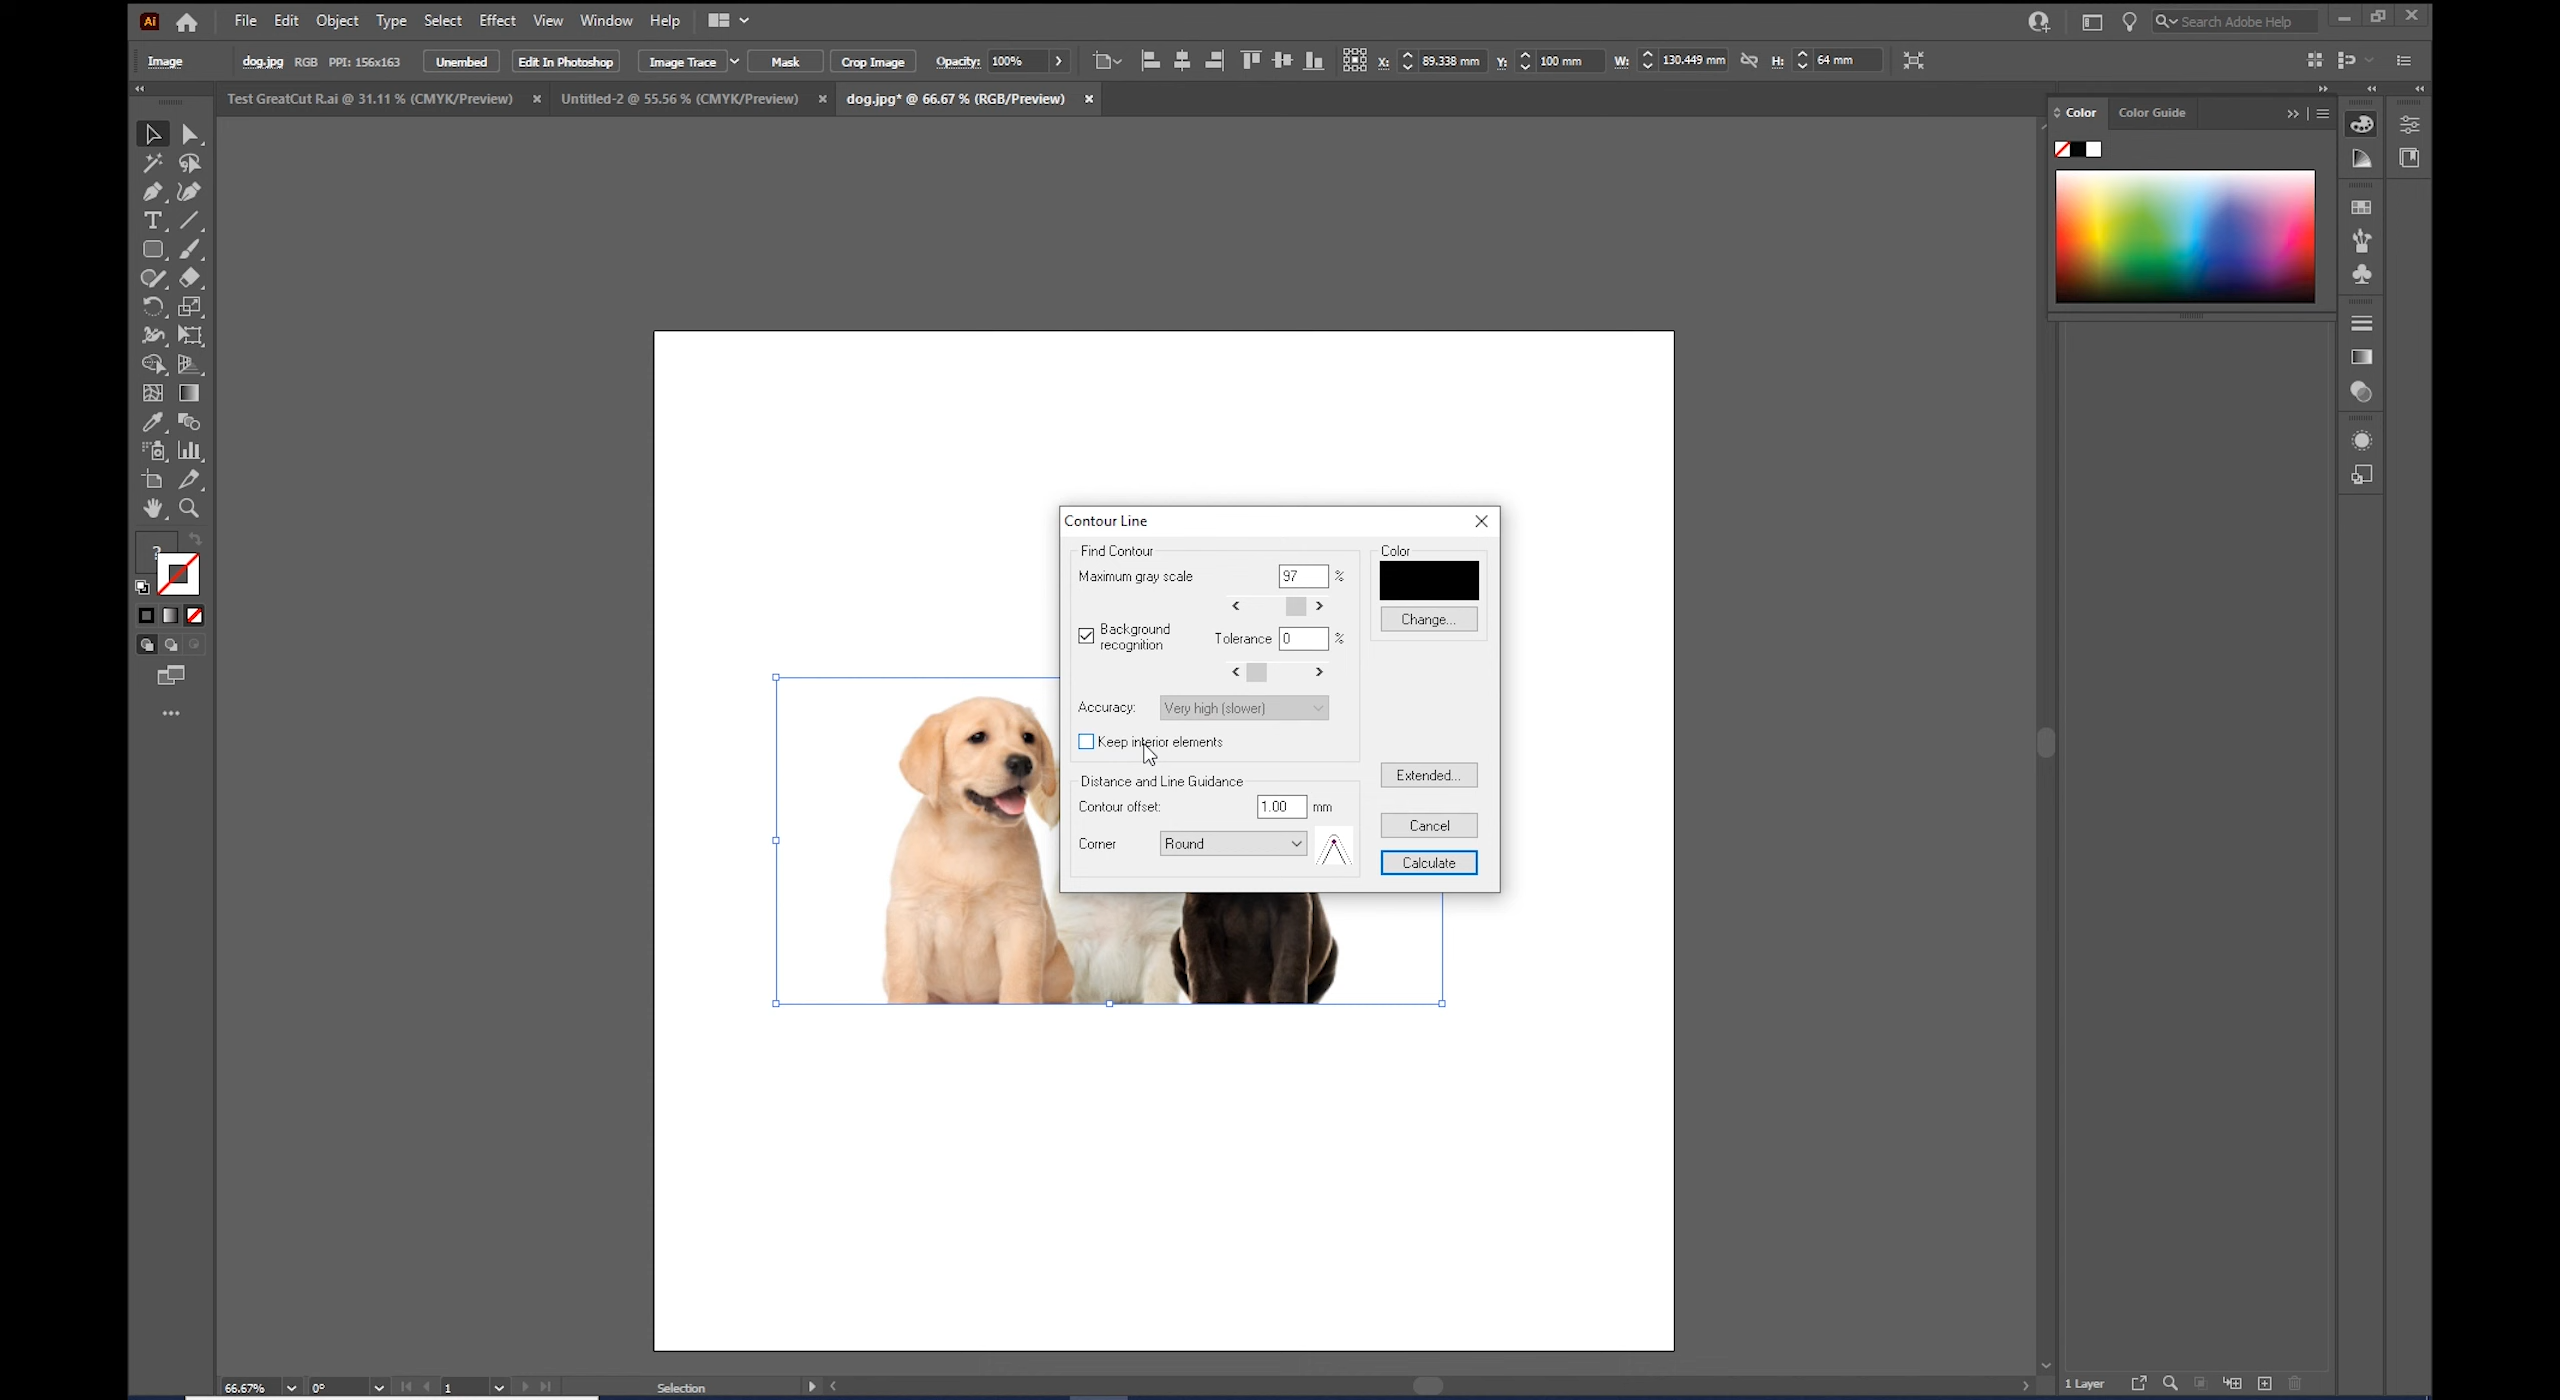 Ai File Edit Object Type Select Effect View Window Help Search Adobe Help
Image dog.jpg RGB PPI: 156x163 Unembed Edit In Photoshop Image Trace Mask Crop Image Opacity: 100% X: 89.338 mm Y: 100 mm W: 130.449 mm H: 64 mm
Test GreatCut R.ai @ 31.11 % (CMYK/Preview) Untitled-2 @ 55.56 % (CMYK/Preview) dog.jpg* @ 66.67 % (RGB/Preview)
Color Color Guide
Contour Line
Find Contour Color
Maximum gray scale 97 %
Change...
Background recognition Tolerance 0 %
Accuracy: Very high (slower)
Keep interior elements
Extended...
Distance and Line Guidance
Contour offset: 1.00 mm
Cancel
Corner Round
Calculate
66.67% 0° 1 Selection 1 Layer